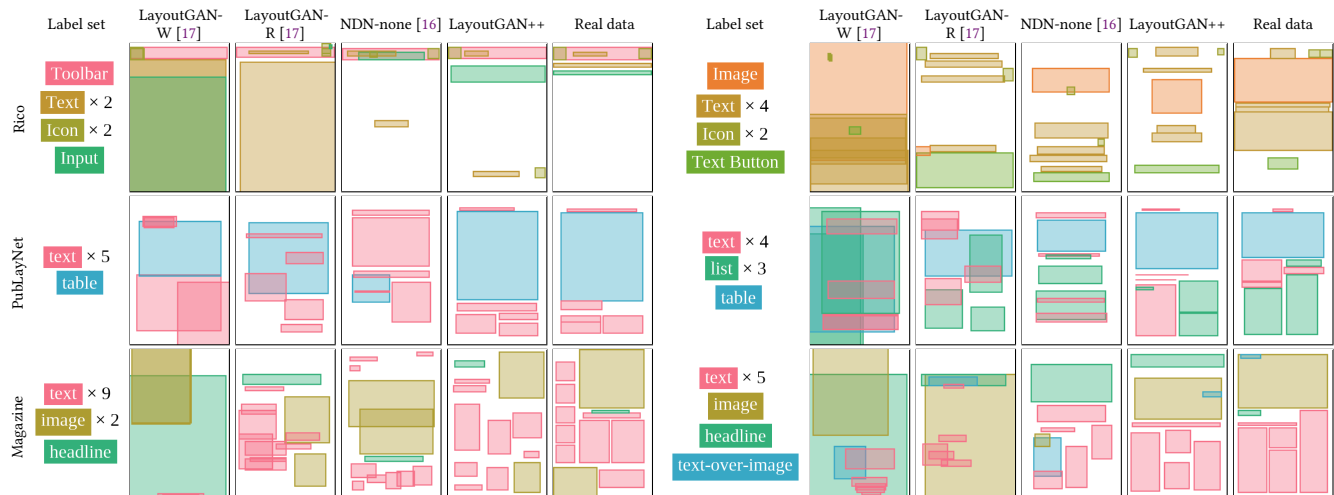 Label set LayoutGAN- LayoutGAN- NDN-none [16] LayoutGAN++ Real data
W [17] R [17]
Label set LayoutGAN- LayoutGAN- NDN-none [16] LayoutGAN++ Real data
W [17] R [17]
Rico
Toolbar
Text × 2
Icon × 2
Input
Image
Text × 4
Icon × 2
Text Button
PubLayNet
text × 5
table
text × 4
list × 3
table
Magazine
text × 9
image × 2
headline
text × 5
image
headline
text-over-image